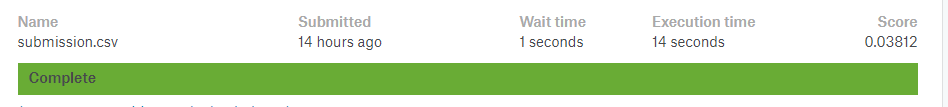 Name Submitted Wait time Execution time Score
submission.csv 14 hours ago 1 seconds 14 seconds 0.03812
Complete